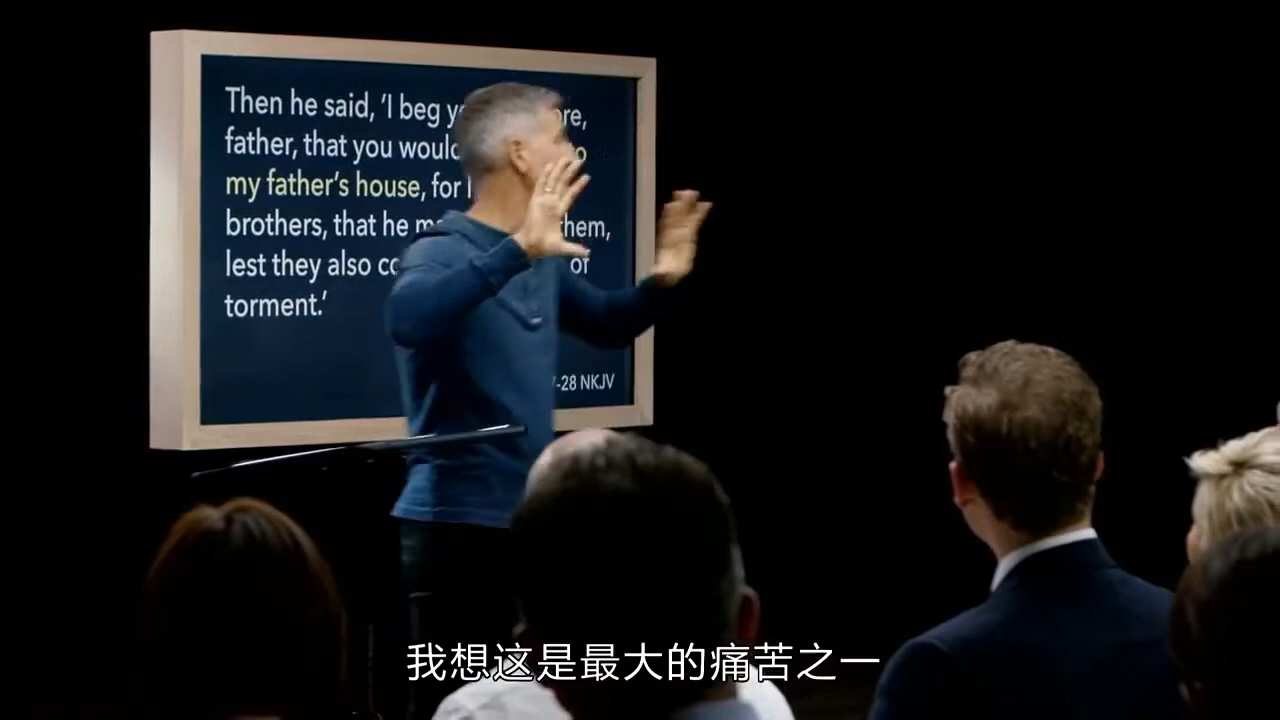 Then he said, 'I beg re,
father, that you would
my father's house, for
brothers, that he them,
lest they also of
torment.'
-28 NKJV
我想这是最大的痛苦之一